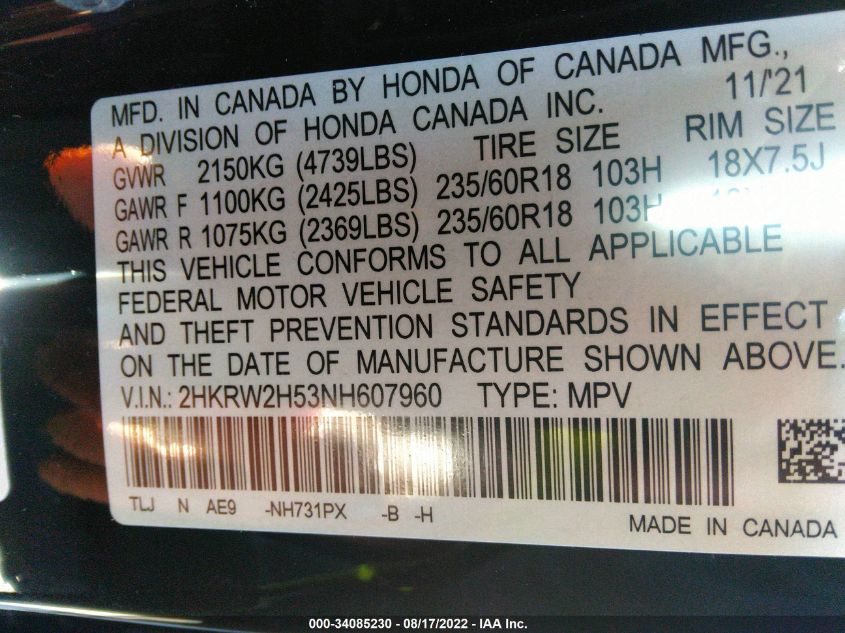 MFD. IN CANADA BY HONDA OF CANADA MFG.,
A DIVISION OF HONDA CANADA INC. 11/'21
GVWR 2150KG (4739LBS) TIRE SIZE RIM SIZE
GAWR F 1100KG (2425LBS) 235/60R18 103H 18X7.5J
GAWR R 1075KG (2369LBS) 235/60R18 103H
THIS VEHICLE CONFORMS TO ALL APPLICABLE
FEDERAL MOTOR VEHICLE SAFETY
AND THEFT PREVENTION STANDARDS IN EFFECT
ON THE DATE OF MANUFACTURE SHOWN ABOVE.
V.I.N.: 2HKRW2H53NH607960 TYPE: MPV
TLJ N AE9 -NH731PX -B -H
MADE IN CANADA
000-34085230 - 08/17/2022 - IAA Inc.